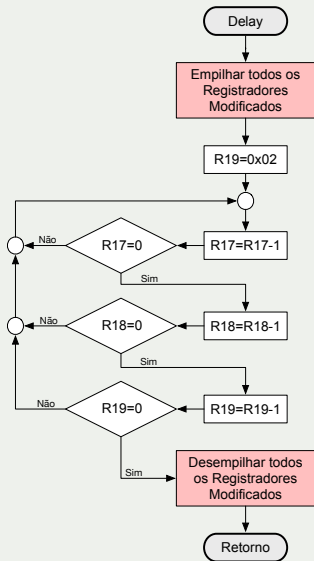 Delay
Empilhar todos os
Registradores
Modificados
R19=0x02
Não
R17=0
R17=R17-1
Sim
Não
R18=0
R18=R18-1
Sim
Não
R19=0
R19=R19-1
Sim
Desempilhar todos
os Registradores
Modificados
Retorno